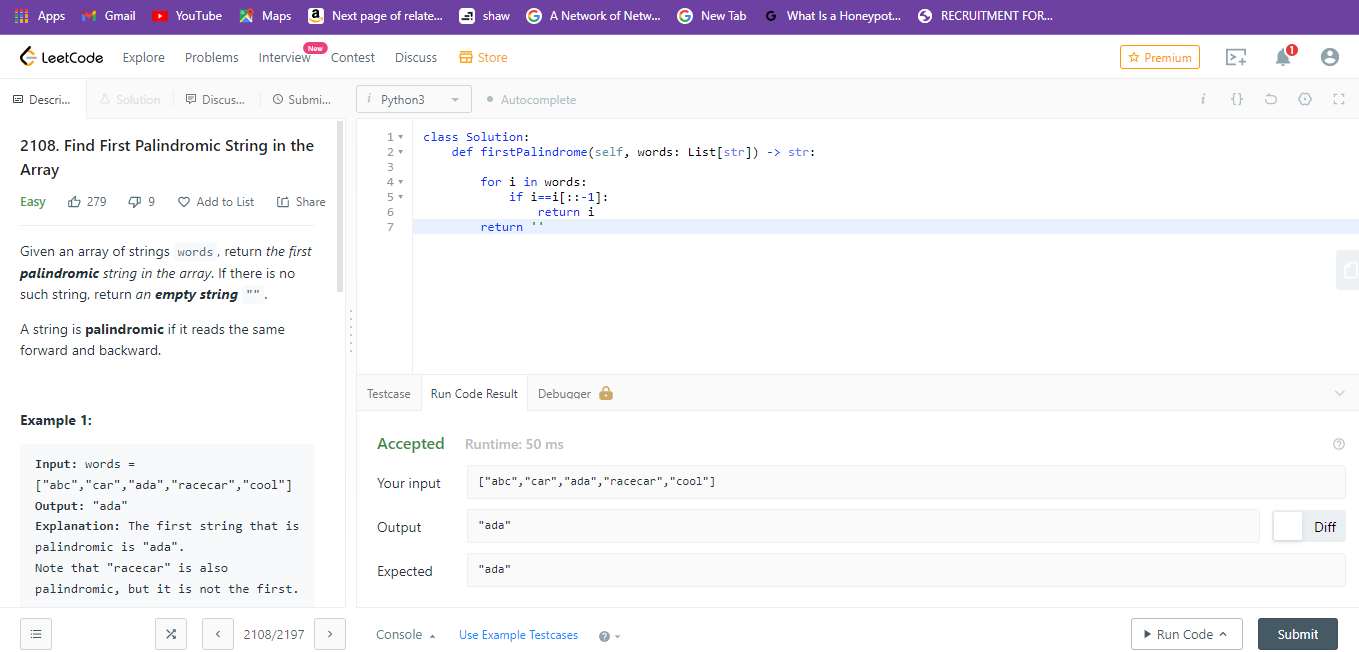 Apps Gmail YouTube Maps Next page of relate... shaw A Network of Netw... New Tab What Is a Honeypot... RECRUITMENT FOR...
LeetCode Explore Problems Interview New Contest Discuss Store Premium 1
Descri... Solution Discus... Submi... i Python3 Autocomplete i {}
2108. Find First Palindromic String in the
Array
Easy 279 9 Add to List Share
Given an array of strings words, return the first
palindromic string in the array. If there is no
such string, return an empty string "".
A string is palindromic if it reads the same
forward and backward.
Example 1:
Input: words =
["abc","car","ada","racecar","cool"]
Output: "ada"
Explanation: The first string that is
palindromic is "ada".
Note that "racecar" is also
palindromic, but it is not the first.
1 class Solution:
2 def firstPalindrome(self, words: List[str]) -> str:
3
4 for i in words:
5 if i==i[::-1]:
6 return i
7 return ''
Testcase Run Code Result Debugger
Accepted Runtime: 50 ms
Your input ["abc","car","ada","racecar","cool"]
Output "ada" Diff
Expected "ada"
2108/2197 Console Use Example Testcases Run Code Submit